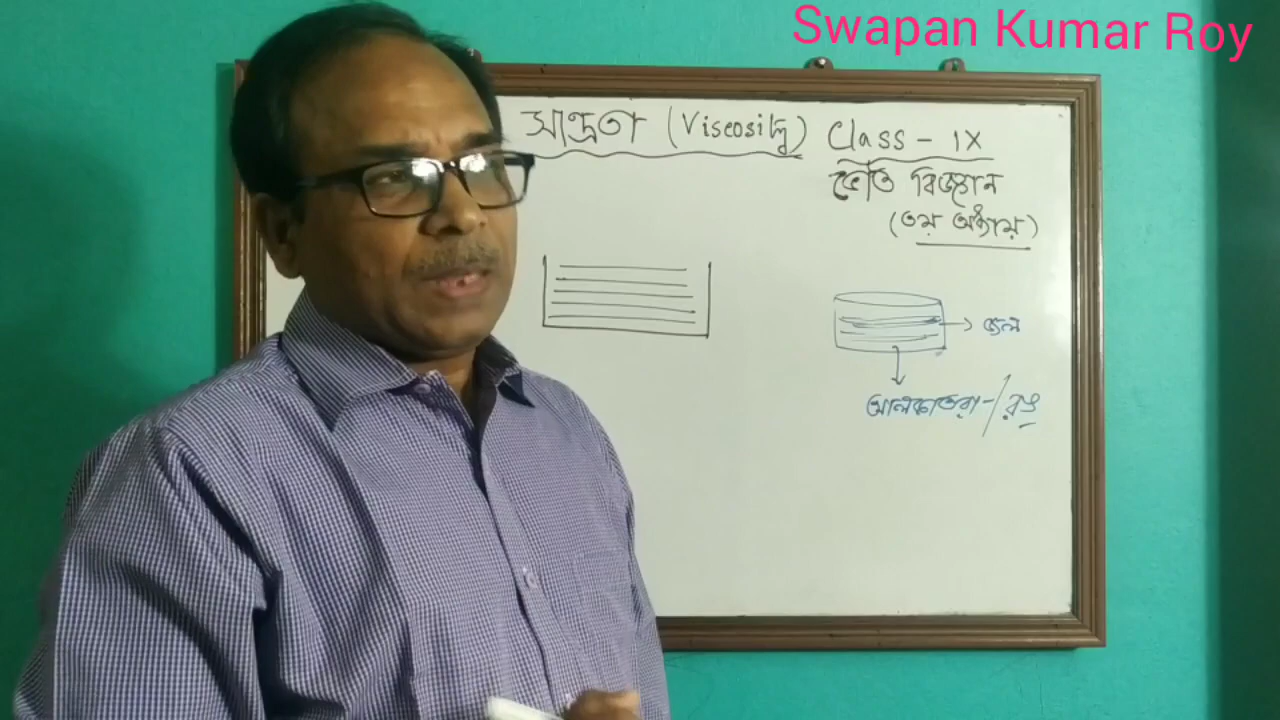 Swapan Kumar Roy
সান্দ্রতা (Viscosity) Class - IX
ভৌত বিজ্ঞান
(৩য় অধ্যায়)
জল
আলকাতরা / রঙ